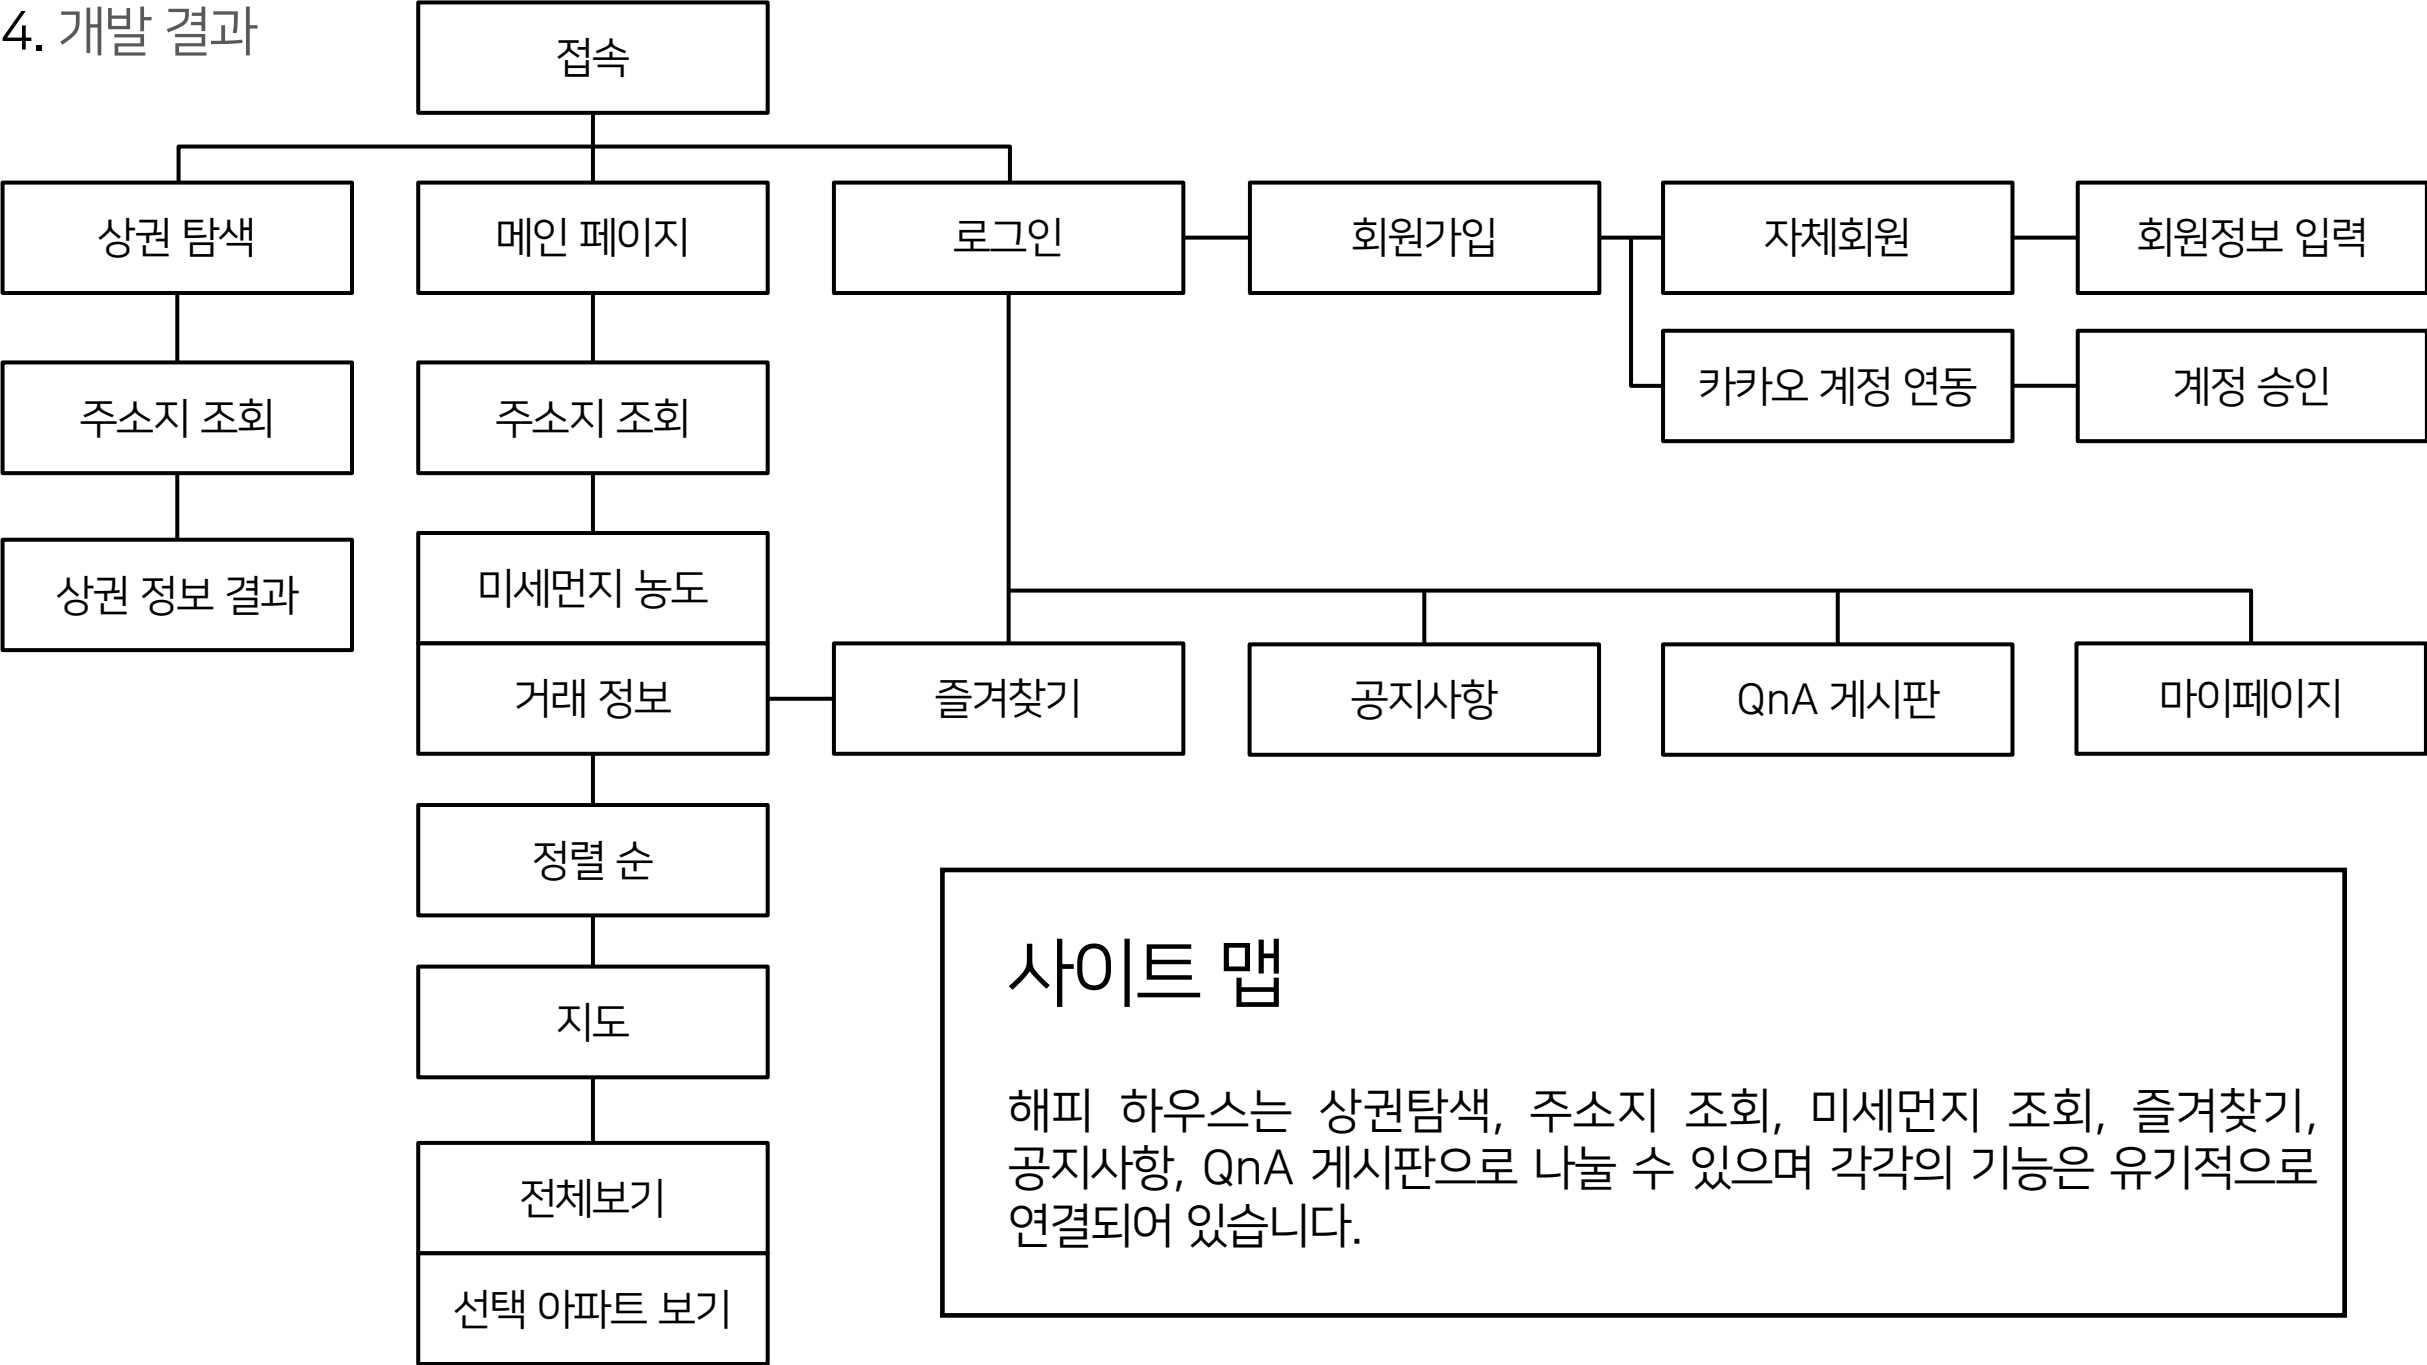 4. 개발 결과
접속
상권 탐색
메인 페이지
로그인
회원가입
자체회원
회원정보 입력
주소지 조회
주소지 조회
카카오 계정 연동
계정 승인
상권 정보 결과
미세먼지 농도
거래 정보
즐겨찾기
공지사항
QnA 게시판
마이페이지
정렬 순
지도
전체보기
선택 아파트 보기
사이트 맵
해피 하우스는 상권탐색, 주소지 조회, 미세먼지 조회, 즐겨찾기,
공지사항, QnA 게시판으로 나눌 수 있으며 각각의 기능은 유기적으로
연결되어 있습니다.